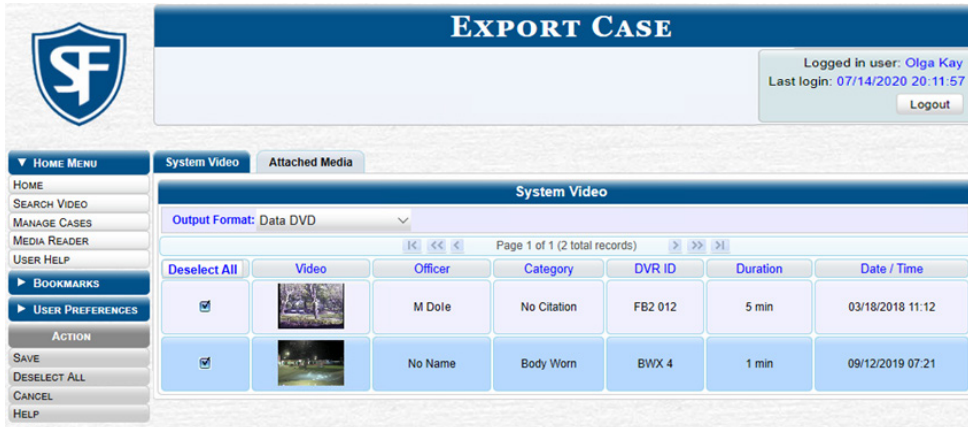 EXPORT CASE
SF
Logged in user: Olga Kay
Last login: 07/14/2020 20:11:57
Logout
▼ HOME MENU
HOME
SEARCH VIDEO
MANAGE CASES
MEDIA READER
USER HELP
► BOOKMARKS
► USER PREFERENCES
ACTION
SAVE
DESELECT ALL
CANCEL
HELP
System Video Attached Media
System Video
Output Format: Data DVD
Page 1 of 1 (2 total records)
Deselect All Video Officer Category DVR ID Duration Date / Time
M Dole No Citation FB2 012 5 min 03/18/2018 11:12
No Name Body Worn BWX 4 1 min 09/12/2019 07:21